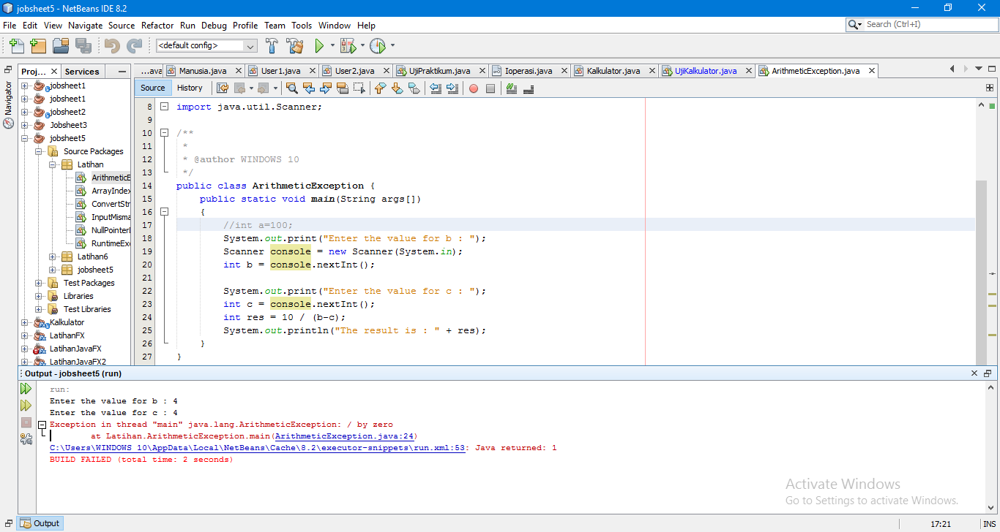 jobsheet5 - NetBeans IDE 8.2
File Edit View Navigate Source Refactor Run Debug Profile Team Tools Window Help
Search (Ctrl+I)
<default config>
Proj... Services
...ava Manusia.java User1.java User2.java UjiPraktikum.java Ioperasi.java Kalkulator.java UjiKalkulator.java ArithmeticException.java
Navigator
Source History
jobsheet1
jobsheet1
jobsheet2
Jobsheet3
jobsheet5
Source Packages
Latihan
ArithmeticE
ArrayIndex
ConvertStr
InputMisma
NullPointerI
RuntimeEx
Latihan6
jobsheet5
Test Packages
Libraries
Test Libraries
Kalkulator
LatihanFX
LatihanJavaFX
LatihanJavaFX2
8 import java.util.Scanner;
9
10 /**
11 *
12 * @author WINDOWS 10
13 */
14 public class ArithmeticException {
15 public static void main(String args[])
16 {
17 //int a=100;
18 System.out.print("Enter the value for b : ");
19 Scanner console = new Scanner(System.in);
20 int b = console.nextInt();
21
22 System.out.print("Enter the value for c : ");
23 int c = console.nextInt();
24 int res = 10 / (b-c);
25 System.out.println("The result is : " + res);
26 }
27 }
Output - jobsheet5 (run)
run:
Enter the value for b : 4
Enter the value for c : 4
Exception in thread "main" java.lang.ArithmeticException: / by zero
at Latihan.ArithmeticException.main(ArithmeticException.java:24)
C:\Users\WINDOWS 10\AppData\Local\NetBeans\Cache\8.2\executor-snippets\run.xml:53: Java returned: 1
BUILD FAILED (total time: 2 seconds)
Activate Windows
Go to Settings to activate Windows.
Output
17:21 INS